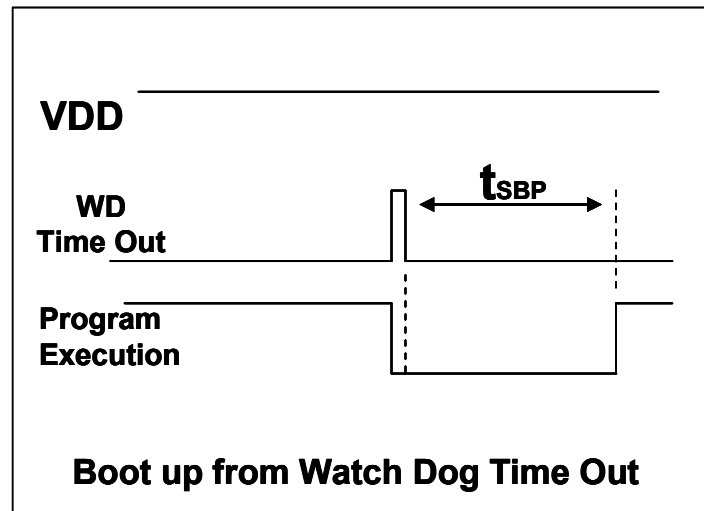 VDD
tSBP
WD
Time Out
Program
Execution
Boot up from Watch Dog Time Out